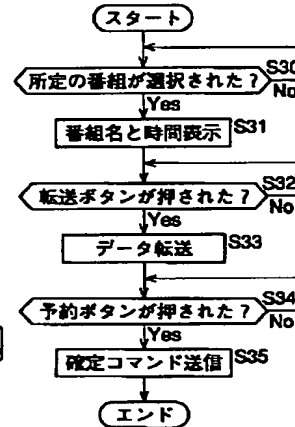 スタート
所定の番組が選択された？ S30
Yes No
番組名と時間表示 S31
転送ボタンが押された？ S32
Yes No
データ転送 S33
予約ボタンが押された？ S34
Yes No
確定コマンド送信 S35
エンド